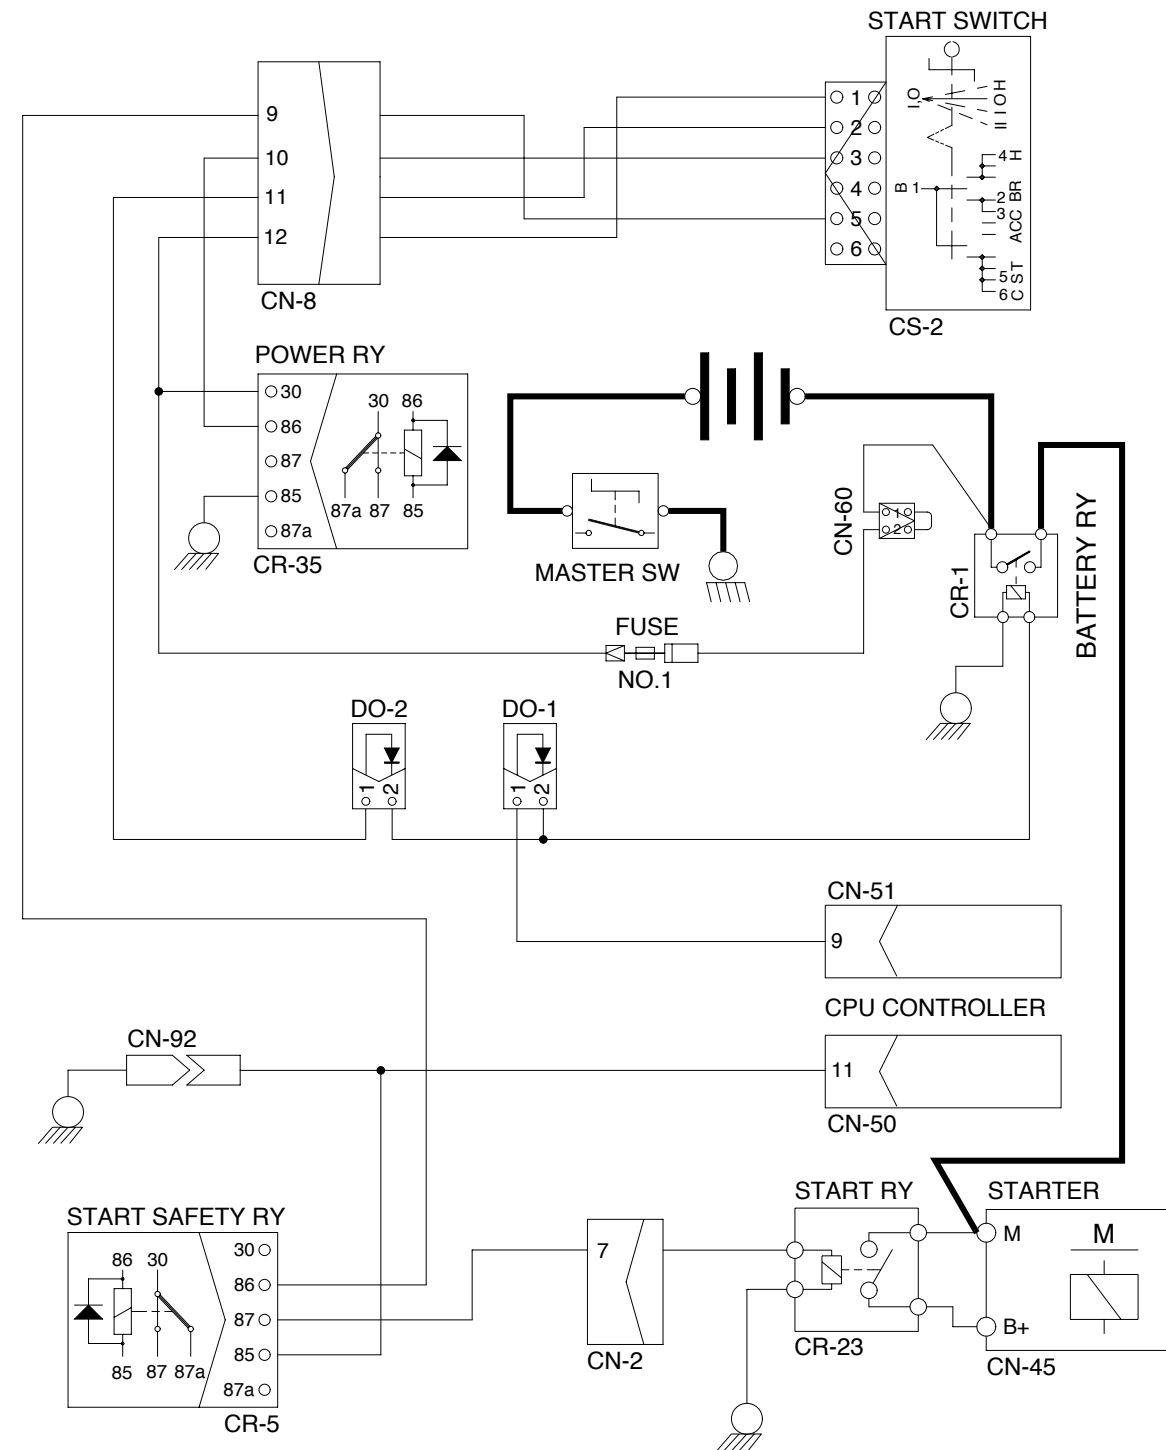 START SWITCH
1
2
3
4
5
6
O
I
H
O
I
II
B 1
4 H
2 BR
3 ACC
5 ST
6 C
CS-2
9
10
11
12
CN-8
POWER RY
30
86
87
85
87a
30 86
87a 87 85
CR-35
MASTER SW
CN-60
1
2
CR-1
BATTERY RY
FUSE
NO.1
DO-2
1 2
DO-1
1 2
CN-51
9
CPU CONTROLLER
11
CN-50
CN-92
START SAFETY RY
86 30
85 87 87a
30
86
87
85
87a
CR-5
7
CN-2
START RY
CR-23
STARTER
M
M
B+
CN-45